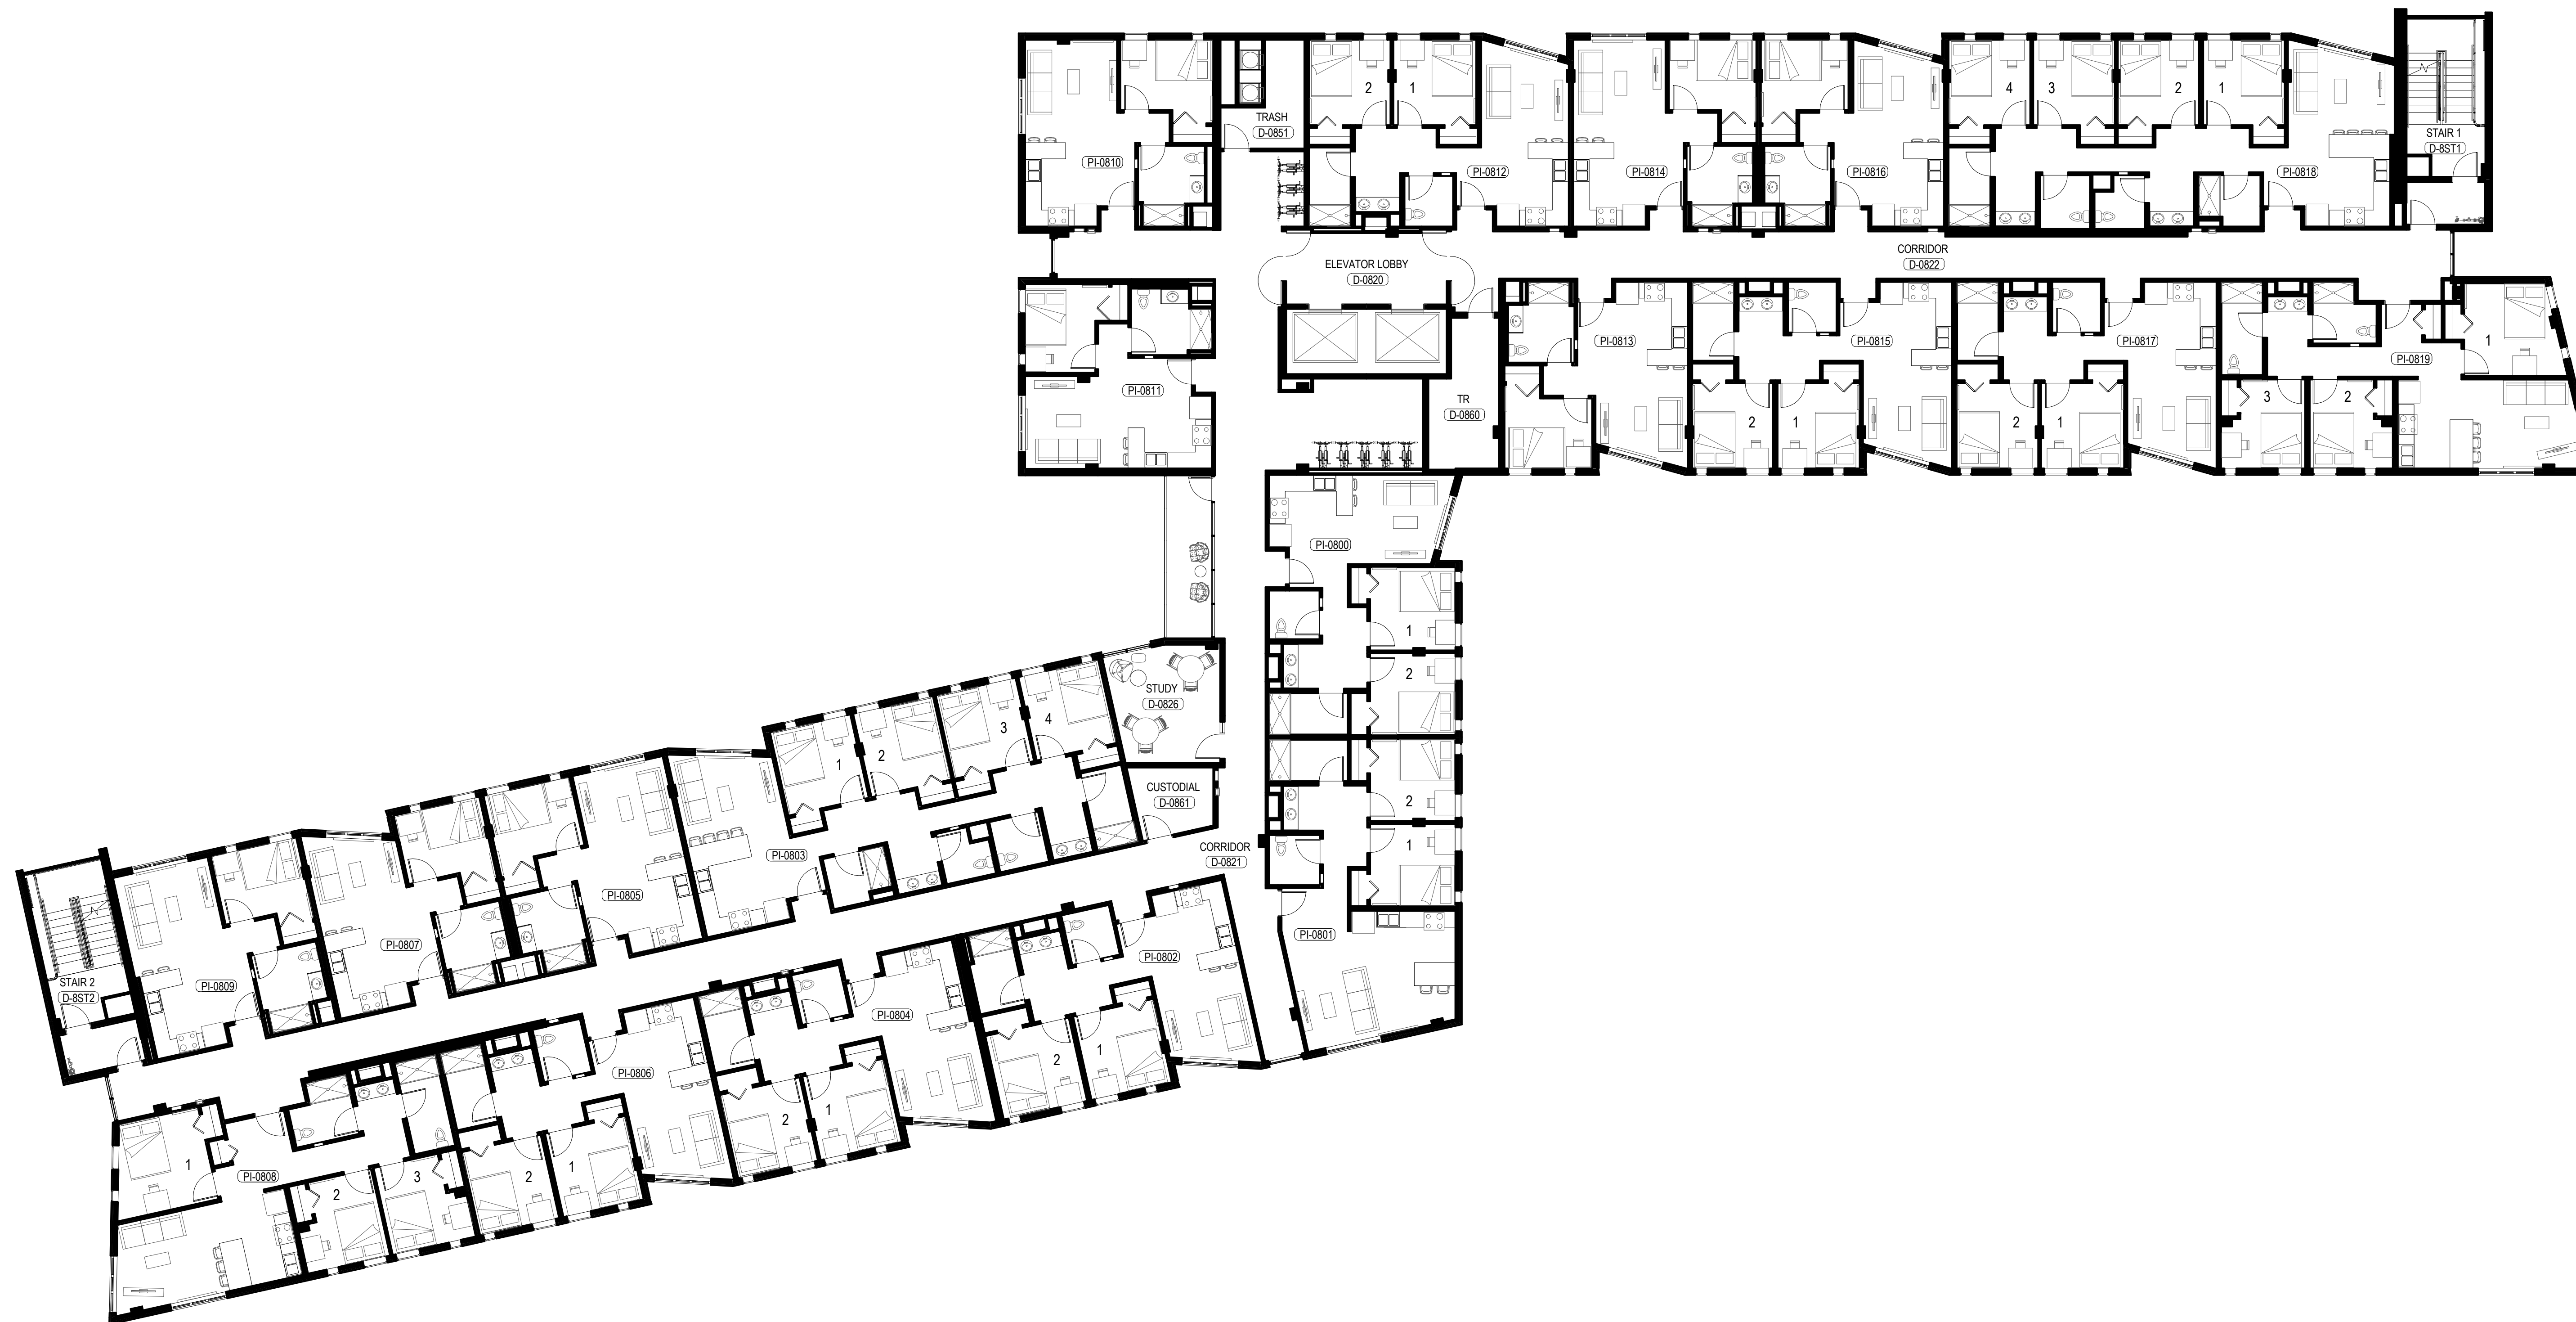 2
1
4
3
2
1
TRASH
D-0851
STAIR 1
D-8ST1
PI-0810
PI-0812
PI-0814
PI-0816
PI-0818
CORRIDOR
D-0822
ELEVATOR LOBBY
D-0820
PI-0813
PI-0815
PI-0817
PI-0819
1
PI-0811
TR
D-0860
2
1
2
1
3
2
PI-0800
1
2
STUDY
D-0826
1
2
3
4
CUSTODIAL
D-0861
2
1
CORRIDOR
D-0821
PI-0803
PI-0805
PI-0807
PI-0809
PI-0801
PI-0802
STAIR 2
D-8ST2
PI-0804
2
1
PI-0806
2
1
PI-0808
1
2
3
2
1